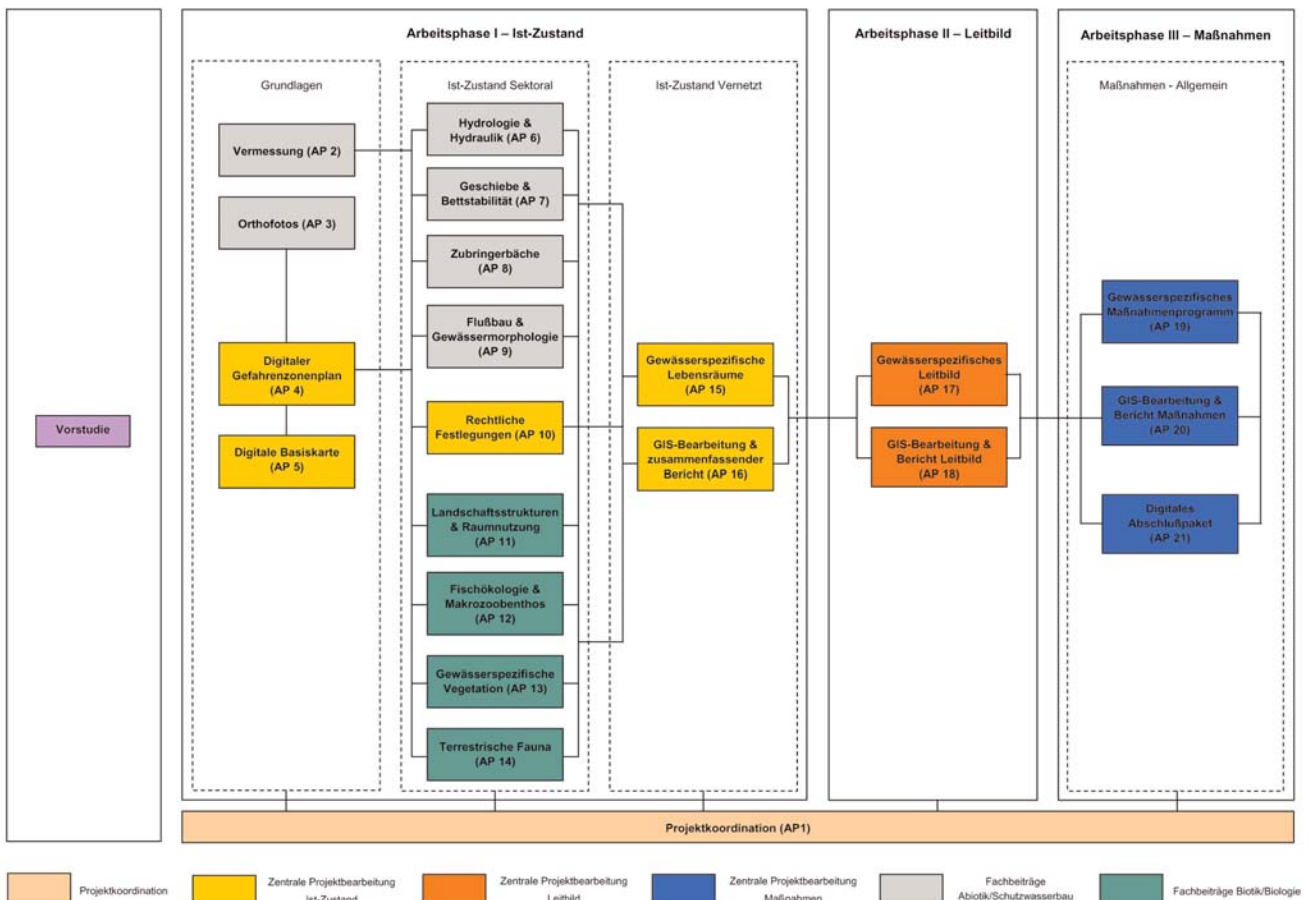 Vorstudie
Arbeitsphase I – Ist-Zustand
Grundlagen
Vermessung (AP 2)
Orthofotos (AP 3)
Digitaler
Gefahrenzonenplan
(AP 4)
Digitale Basiskarte
(AP 5)
Ist-Zustand Sektoral
Hydrologie &
Hydraulik (AP 6)
Geschiebe &
Bettstabilität (AP 7)
Zubringerbäche
(AP 8)
Flußbau &
Gewässermorphologie
(AP 9)
Rechtliche
Festlegungen (AP 10)
Landschaftsstrukturen
& Raumnutzung
(AP 11)
Fischökologie &
Makrozoobenthos
(AP 12)
Gewässerspezifische
Vegetation (AP 13)
Terrestrische Fauna
(AP 14)
Ist-Zustand Vernetzt
Gewässerspezifische
Lebensräume
(AP 15)
GIS-Bearbeitung &
zusammenfassender
Bericht (AP 16)
Arbeitsphase II – Leitbild
Gewässerspezifisches
Leitbild
(AP 17)
GIS-Bearbeitung &
Bericht Leitbild
(AP 18)
Arbeitsphase III – Maßnahmen
Maßnahmen - Allgemein
Gewässerspezifisches
Maßnahmenprogramm
(AP 19)
GIS-Bearbeitung &
Bericht Maßnahmen
(AP 20)
Digitales
Abschlußpaket
(AP 21)
Projektkoordination (AP1)
Projektkoordination
Zentrale Projektbearbeitung
Ist-Zustand
Zentrale Projektbearbeitung
Leitbild
Zentrale Projektbearbeitung
Maßnahmen
Fachbeiträge
Abiotik/Schutzwasserbau
Fachbeiträge Biotik/Biologie